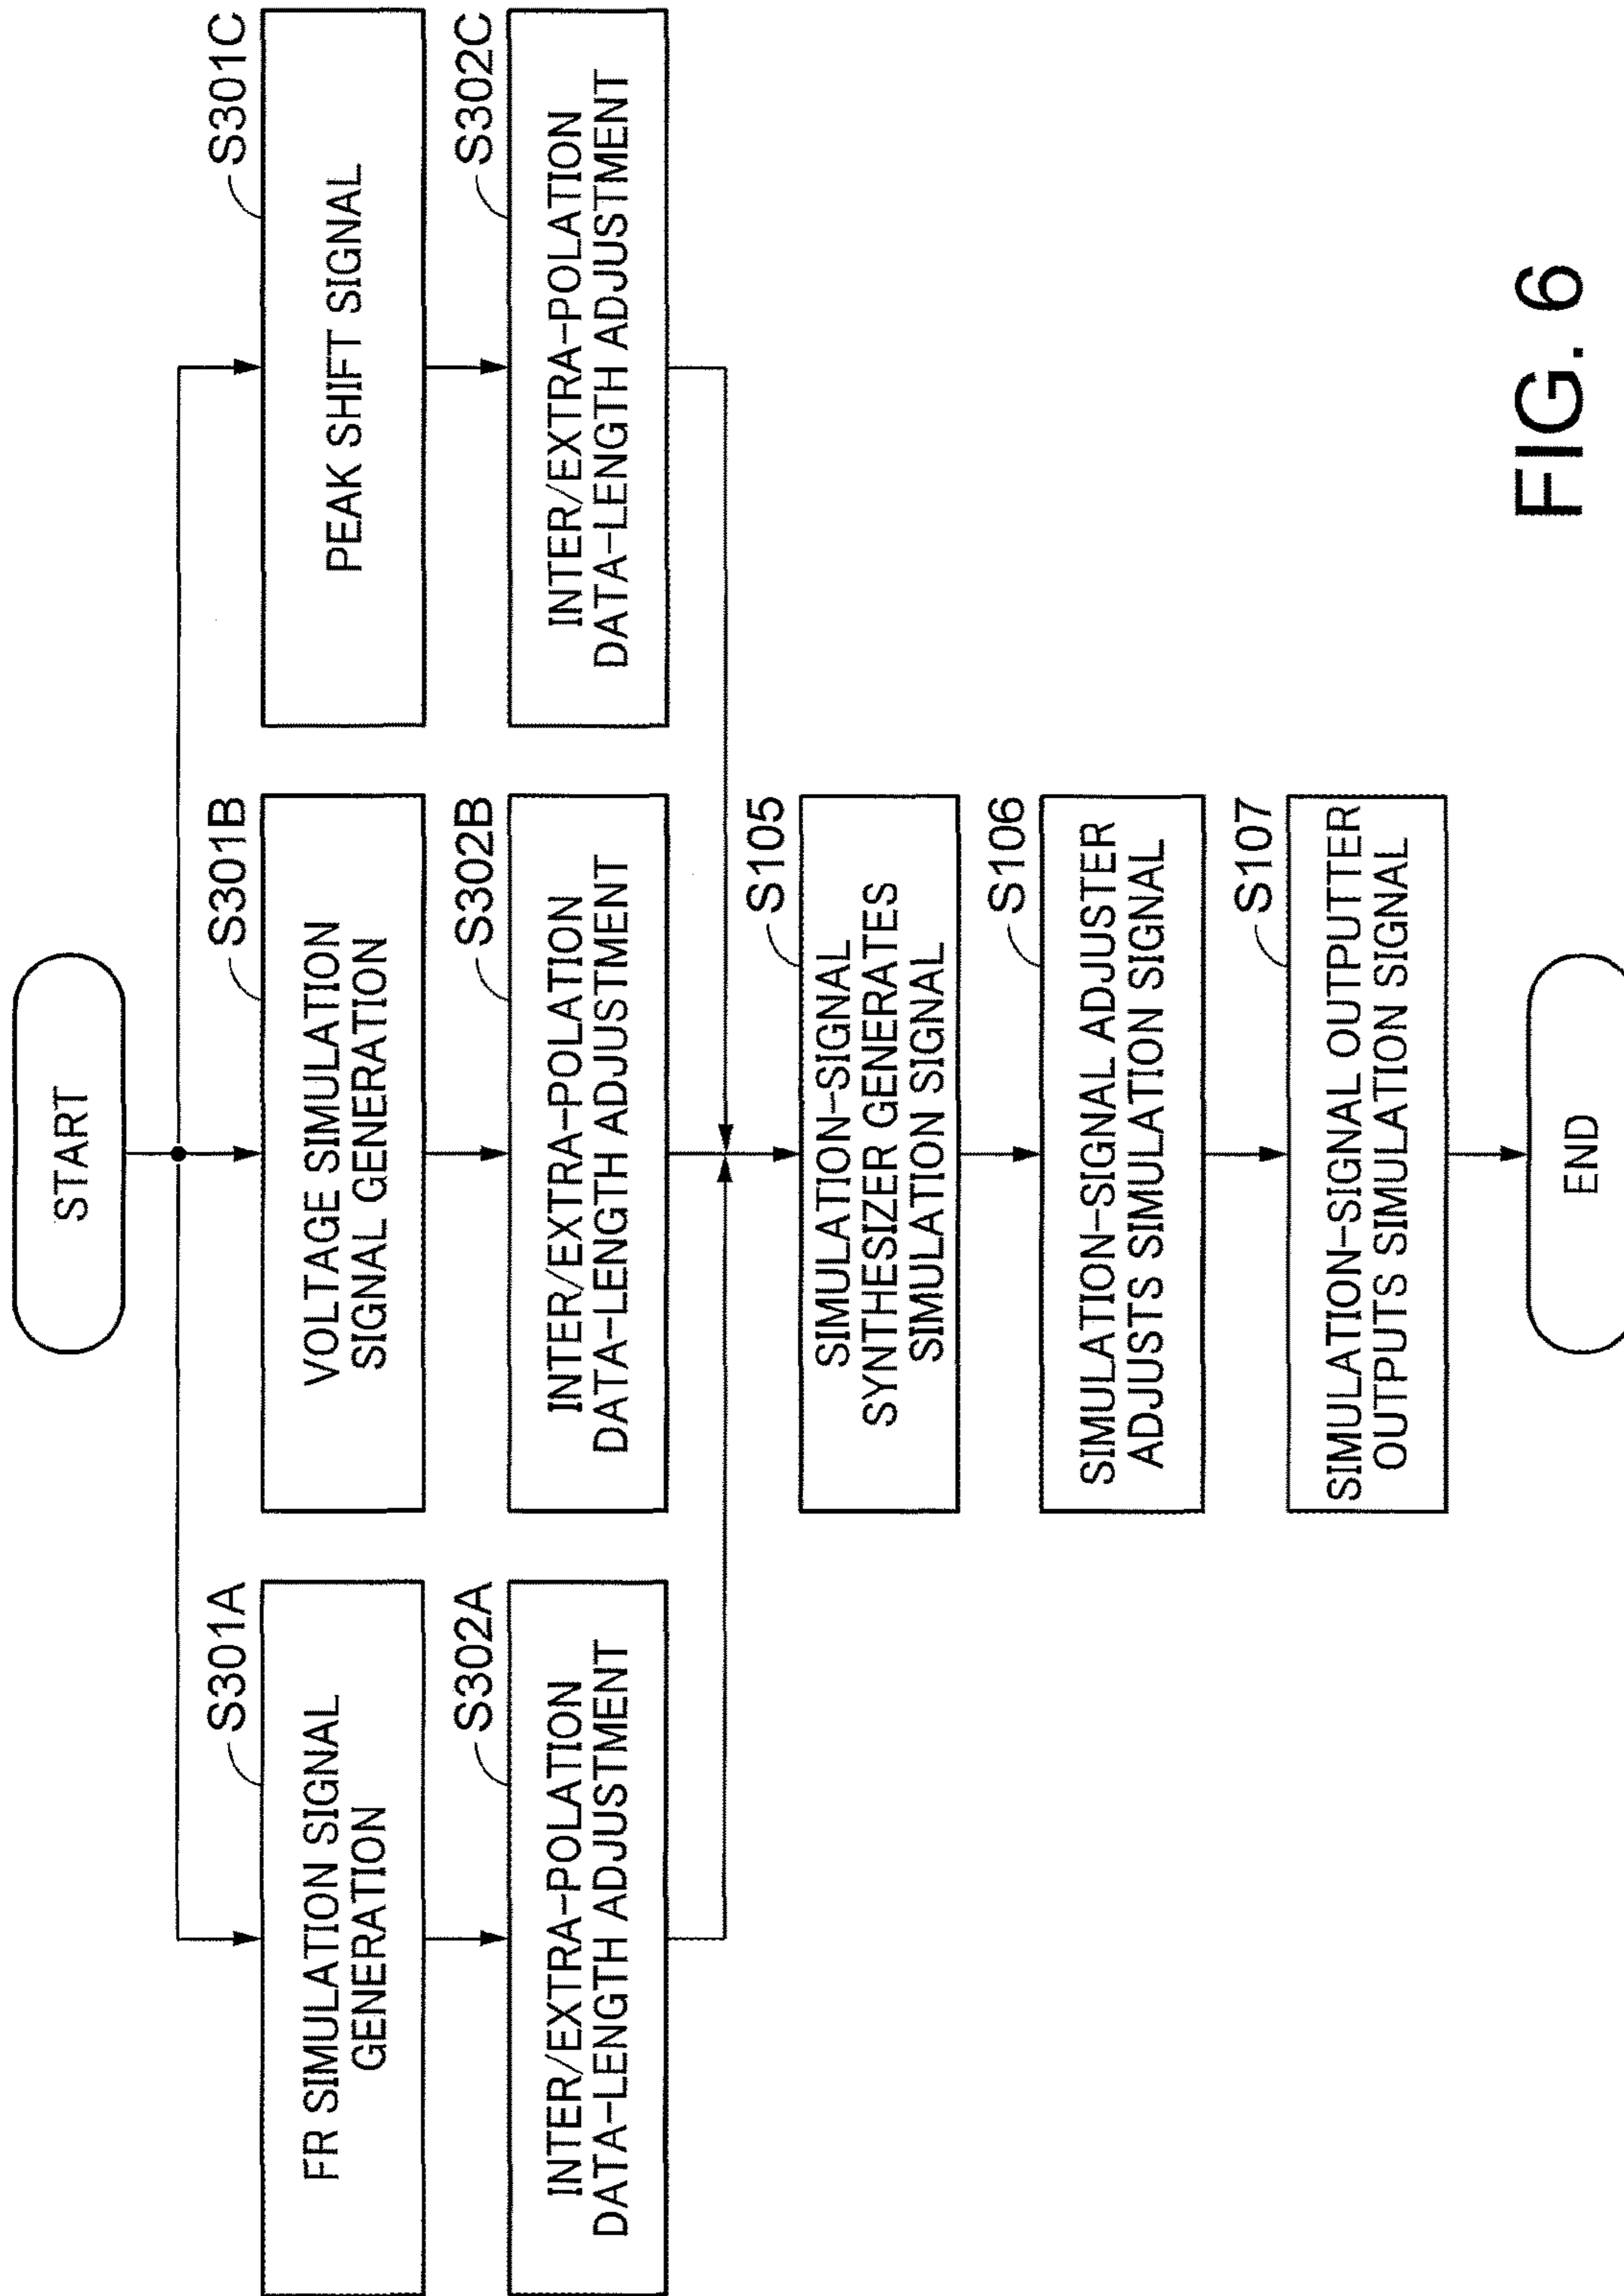 START
S301A
FR SIMULATION SIGNAL
GENERATION
S301B
VOLTAGE SIMULATION
SIGNAL GENERATION
S301C
PEAK SHIFT SIGNAL
S302A
INTER/EXTRA-POLATION
DATA-LENGTH ADJUSTMENT
S302B
INTER/EXTRA-POLATION
DATA-LENGTH ADJUSTMENT
S302C
INTER/EXTRA-POLATION
DATA-LENGTH ADJUSTMENT
S105
SIMULATION-SIGNAL
SYNTHESIZER GENERATES
SIMULATION SIGNAL
S106
SIMULATION-SIGNAL ADJUSTER
ADJUSTS SIMULATION SIGNAL
S107
SIMULATION-SIGNAL OUTPUTTER
OUTPUTS SIMULATION SIGNAL
END
FIG. 6